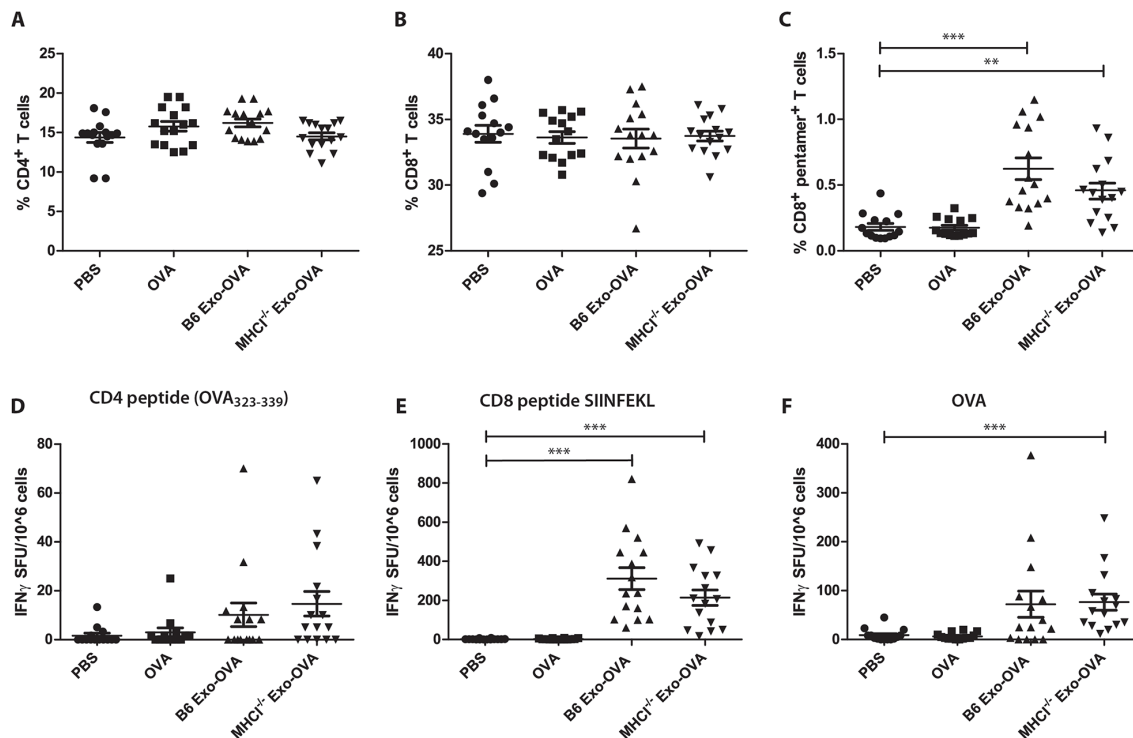 A
% CD4+ T cells
25
20
15
10
5
0
PBS
OVA
B6 Exo-OVA
MHCI-/- Exo-OVA
B
% CD8+ T cells
40
35
30
25
PBS
OVA
B6 Exo-OVA
MHCI-/- Exo-OVA
C
% CD8+ pentamer+ T cells
***
**
1.5
1.0
0.5
0.0
PBS
OVA
B6 Exo-OVA
MHCI-/- Exo-OVA
D
CD4 peptide (OVA323-339)
IFNγ SFU/10^6 cells
80
60
40
20
0
PBS
OVA
B6 Exo-OVA
MHCI-/- Exo-OVA
E
CD8 peptide SIINFEKL
***
***
IFNγ SFU/10^6 cells
1000
800
600
400
200
0
PBS
OVA
B6 Exo-OVA
MHCI-/- Exo-OVA
F
OVA
***
IFNγ SFU/10^6 cells
400
300
200
100
0
PBS
OVA
B6 Exo-OVA
MHCI-/- Exo-OVA